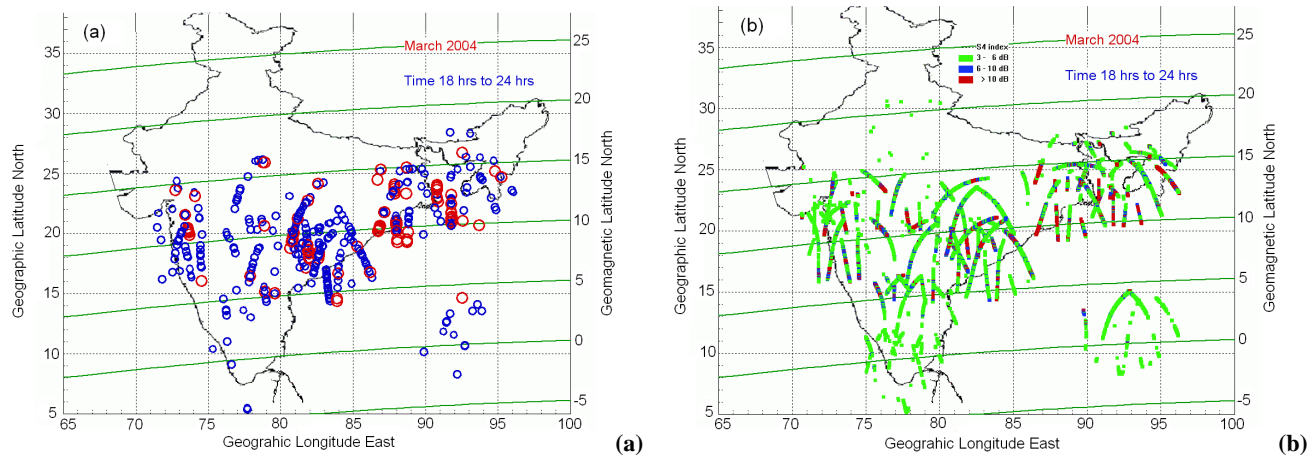 (a)
March 2004
Time 18 hrs to 24 hrs
Geographic Latitude North
35
30
25
20
15
10
5
65 70 75 80 85 90 95 100
Geograhic Longitude East
25
20
15
10
5
0
-5
Geomagnetic Latitude North
(a)
(b)
March 2004
S4 index
3 - 6 dB
6 - 10 dB
> 10 dB
Time 18 hrs to 24 hrs
Geographic Latitude North
35
30
25
20
15
10
5
65 70 75 80 85 90 95 100
Geograhic Longitude East
25
20
15
10
5
0
-5
Geomagnetic Latitude North
(b)